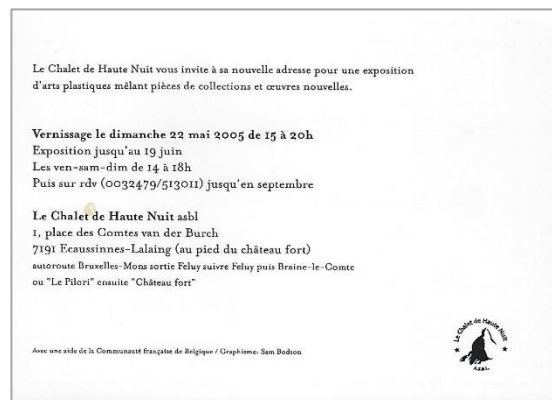 Le Chalet de Haute Nuit vous invite à sa nouvelle adresse pour une exposition
d'arts plastiques mêlant pièces de collections et œuvres nouvelles.
Vernissage le dimanche 22 mai 2005 de 15 à 20h
Exposition jusqu'au 19 juin
Les ven-sam-dim de 14 à 18h
Puis sur rdv (0032479/513011) jusqu'en septembre
Le Chalet de Haute Nuit asbl
1, place des Comtes van der Burch
7191 Ecaussinnes-Lalaing (au pied du château fort)
autoroute Bruxelles-Mons sortie Feluy suivre Feluy puis Braine-le-Comte
ou "Le Pilori" ensuite "Château fort"
Avec une aide de la Communauté française de Belgique / Graphisme: Sam Bodson
Le Chalet de Haute Nuit
A.S.B.L.